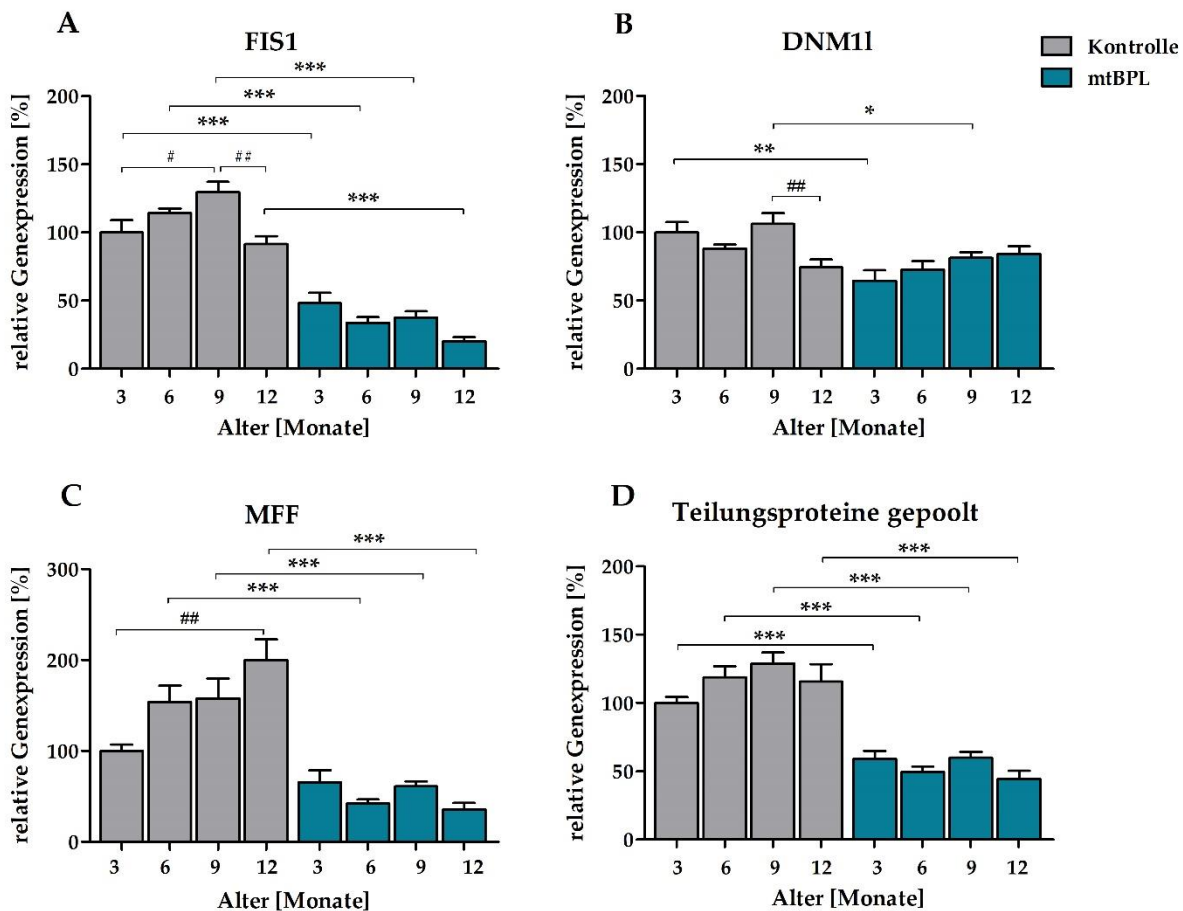 A
FIS1
relative Genexpression [%]
200
150
100
50
0
***
***
***
#
##
***
3 6 9 12 3 6 9 12
Alter [Monate]
B
DNM1l
relative Genexpression [%]
200
150
100
50
0
*
**
##
3 6 9 12 3 6 9 12
Alter [Monate]
Kontrolle
mtBPL
C
MFF
relative Genexpression [%]
300
200
100
0
***
***
***
##
3 6 9 12 3 6 9 12
Alter [Monate]
D
Teilungsproteine gepoolt
relative Genexpression [%]
200
150
100
50
0
***
***
***
***
3 6 9 12 3 6 9 12
Alter [Monate]